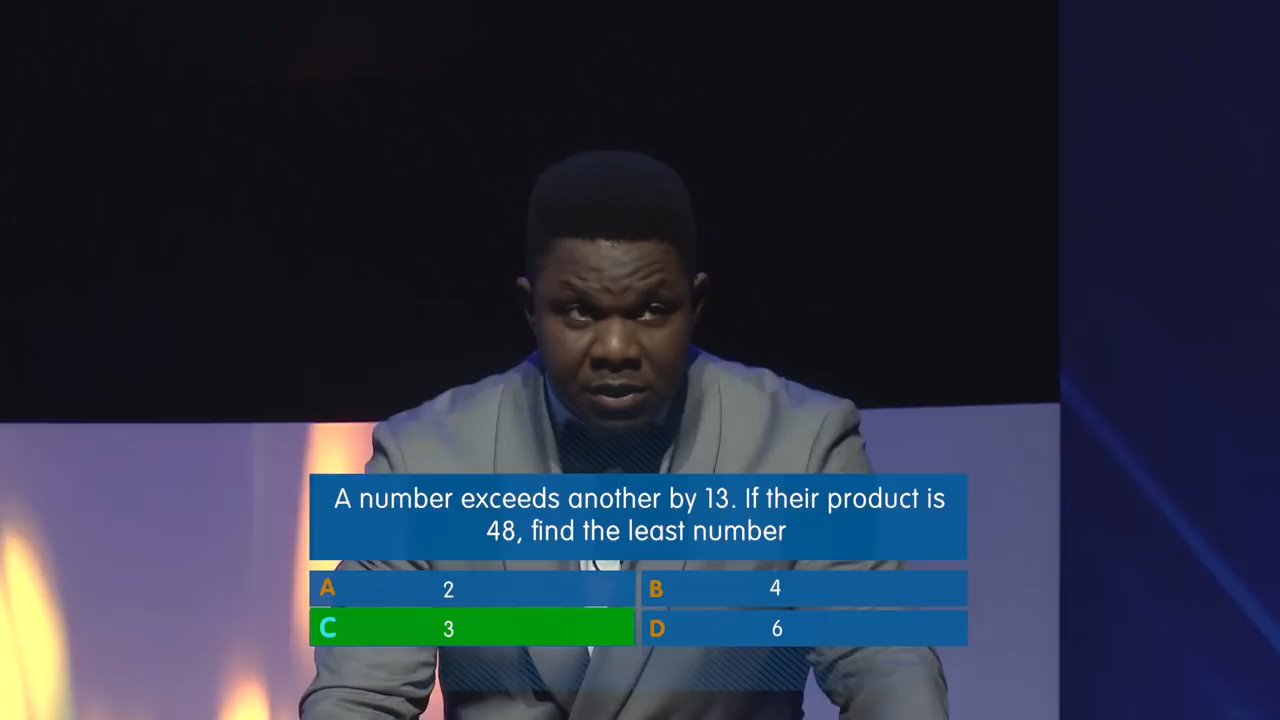 A number exceeds another by 13. If their product is
48, find the least number
A 2
B 4
C 3
D 6